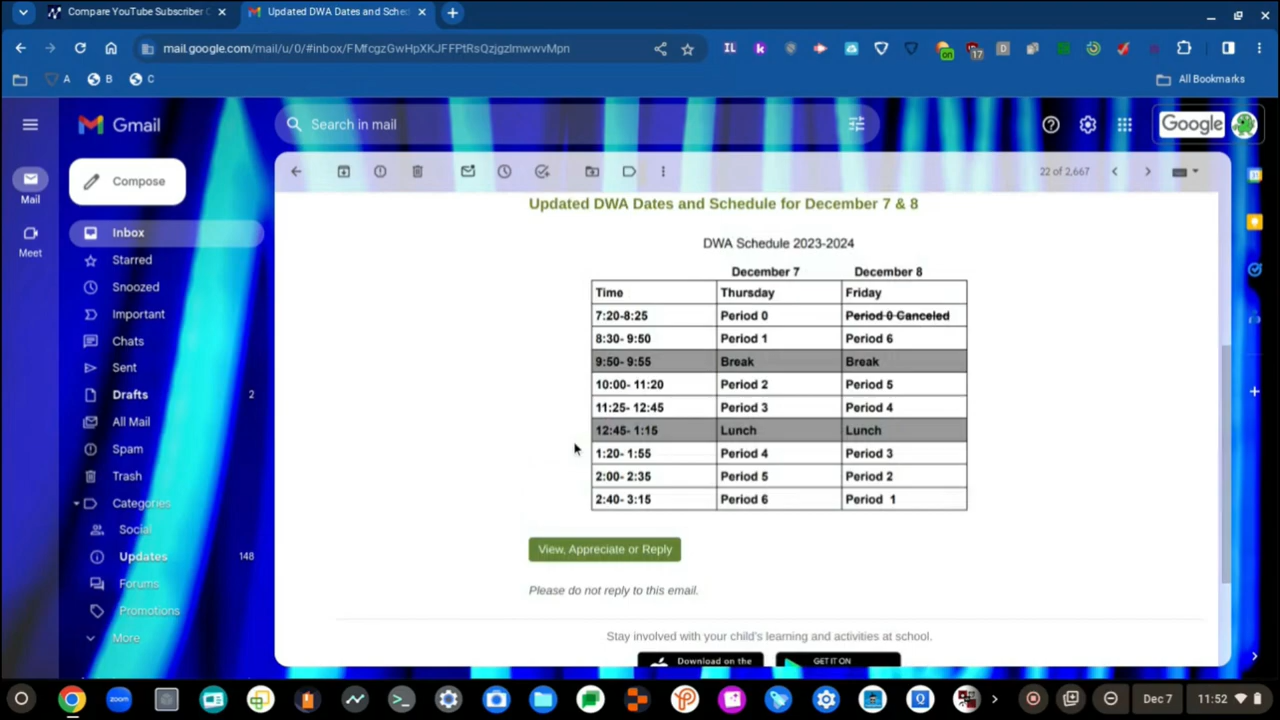 Compare YouTube Subscriber C
Updated DWA Dates and Sched
mail.google.com/mail/u/0/#inbox/FMfcgzGwHpXKJFFPtRsQzjgzlmwwvMpn
on
17
A B C
All Bookmarks
Gmail
Search in mail
Google
Mail
Meet
Compose
22 of 2,667
Inbox
Starred
Snoozed
Important
Chats
Sent
Drafts 2
All Mail
Spam
Trash
Categories
Social
Updates 148
Forums
Promotions
More
Updated DWA Dates and Schedule for December 7 & 8
DWA Schedule 2023-2024
December 7 December 8
Time Thursday Friday
7:20-8:25 Period 0 Period 0 Canceled
8:30- 9:50 Period 1 Period 6
9:50- 9:55 Break Break
10:00- 11:20 Period 2 Period 5
11:25- 12:45 Period 3 Period 4
12:45- 1:15 Lunch Lunch
1:20- 1:55 Period 4 Period 3
2:00- 2:35 Period 5 Period 2
2:40- 3:15 Period 6 Period 1
View, Appreciate or Reply
Please do not reply to this email.
Stay involved with your child's learning and activities at school.
Download on the
GET IT ON
zoom
Dec 7
11:52